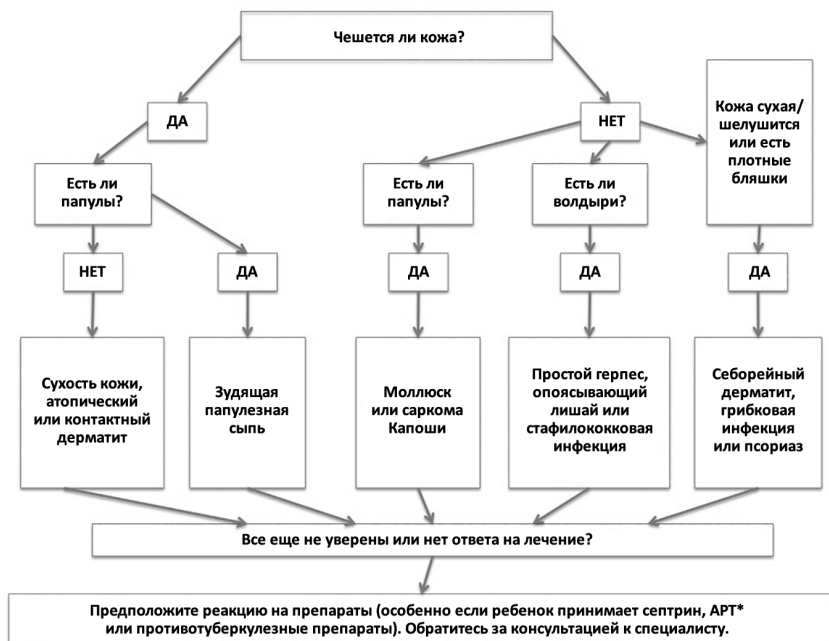 Чешется ли кожа?
ДА
НЕТ
Кожа сухая/
шелушится
или есть
плотные
бляшки
Есть ли
папулы?
Есть ли
папулы?
Есть ли
волдыри?
НЕТ
ДА
ДА
ДА
ДА
Сухость кожи,
атопический
или контактный
дерматит
Зудящая
папулезная
сыпь
Моллюск
или саркома
Капоши
Простой герпес,
опоясывающий
лишай или
стафилококковая
инфекция
Себорейный
дерматит,
грибковая
инфекция
или псориаз
Все еще не уверены или нет ответа на лечение?
Предположите реакцию на препараты (особенно если ребенок принимает септрин, АРТ*
или противотуберкулезные препараты). Обратитесь за консультацией к специалисту.